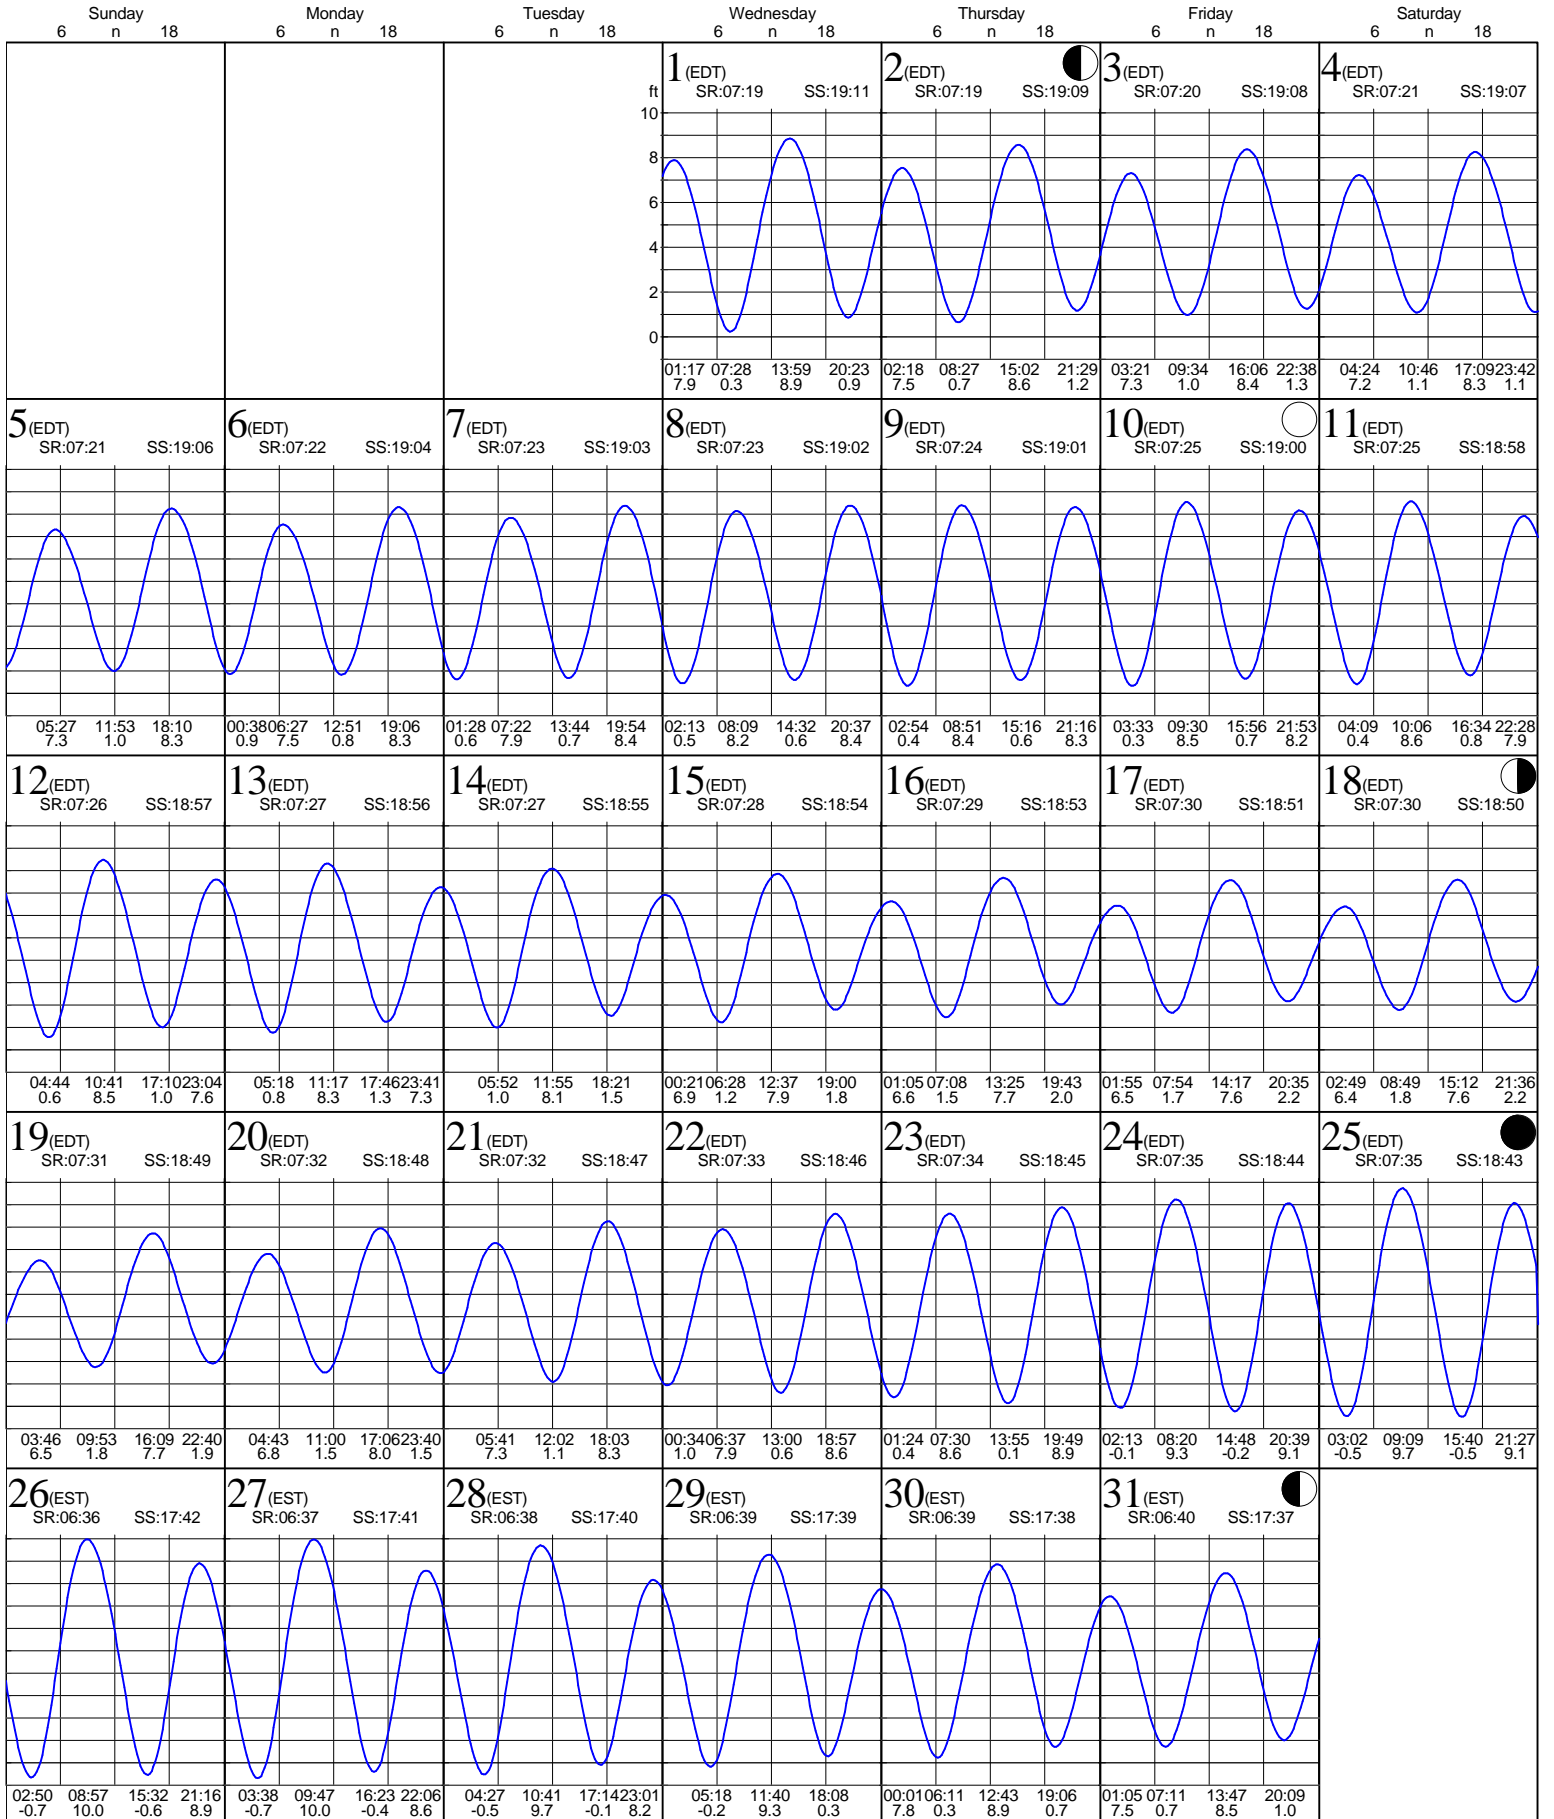 Sunday Monday Tuesday Wednesday Thursday Friday Saturday
6 n 18 6 n 18 6 n 18 6 n 18 6 n 18 6 n 18 6 n 18
1(EDT) 2(EDT) 3(EDT) 4(EDT)
ft SR:07:19 SS:19:11 SR:07:19 SS:19:09 SR:07:20 SS:19:08 SR:07:21 SS:19:07
10
8
6
4
2
0
01:17 07:28 13:59 20:23 02:18 08:27 15:02 21:29 03:21 09:34 16:06 22:38 04:24 10:46 17:09 23:42
7.9 0.3 8.9 0.9 7.5 0.7 8.6 1.2 7.3 1.0 8.4 1.3 7.2 1.1 8.3 1.1
5(EDT) 6(EDT) 7(EDT) 8(EDT) 9(EDT) 10(EDT) 11(EDT)
SR:07:21 SS:19:06 SR:07:22 SS:19:04 SR:07:23 SS:19:03 SR:07:23 SS:19:02 SR:07:24 SS:19:01 SR:07:25 SS:19:00 SR:07:25 SS:18:58
05:27 11:53 18:10 00:38 06:27 12:51 19:06 01:28 07:22 13:44 19:54 02:13 08:09 14:32 20:37 02:54 08:51 15:16 21:16 03:33 09:30 15:56 21:53 04:09 10:06 16:34 22:28
7.3 1.0 8.3 0.9 7.5 0.8 8.3 0.6 7.9 0.7 8.4 0.5 8.2 0.6 8.4 0.4 8.4 0.6 8.3 0.3 8.5 0.7 8.2 0.4 8.6 0.8 7.9
12(EDT) 13(EDT) 14(EDT) 15(EDT) 16(EDT) 17(EDT) 18(EDT)
SR:07:26 SS:18:57 SR:07:27 SS:18:56 SR:07:27 SS:18:55 SR:07:28 SS:18:54 SR:07:29 SS:18:53 SR:07:30 SS:18:51 SR:07:30 SS:18:50
04:44 10:41 17:10 23:04 05:18 11:17 17:46 23:41 05:52 11:55 18:21 00:21 06:28 12:37 19:00 01:05 07:08 13:25 19:43 01:55 07:54 14:17 20:35 02:49 08:49 15:12 21:36
0.6 8.5 1.0 7.6 0.8 8.3 1.3 7.3 1.0 8.1 1.5 6.9 1.2 7.9 1.8 6.6 1.5 7.7 2.0 6.5 1.7 7.6 2.2 6.4 1.8 7.6 2.2
19(EDT) 20(EDT) 21(EDT) 22(EDT) 23(EDT) 24(EDT) 25(EDT)
SR:07:31 SS:18:49 SR:07:32 SS:18:48 SR:07:32 SS:18:47 SR:07:33 SS:18:46 SR:07:34 SS:18:45 SR:07:35 SS:18:44 SR:07:35 SS:18:43
03:46 09:53 16:09 22:40 04:43 11:00 17:06 23:40 05:41 12:02 18:03 00:34 06:37 13:00 18:57 01:24 07:30 13:55 19:49 02:13 08:20 14:48 20:39 03:02 09:09 15:40 21:27
6.5 1.8 7.7 1.9 6.8 1.5 8.0 1.5 7.3 1.1 8.3 1.0 7.9 0.6 8.6 0.4 8.6 0.1 8.9 -0.1 9.3 -0.2 9.1 -0.5 9.7 -0.5 9.1
26(EST) 27(EST) 28(EST) 29(EST) 30(EST) 31(EST)
SR:06:36 SS:17:42 SR:06:37 SS:17:41 SR:06:38 SS:17:40 SR:06:39 SS:17:39 SR:06:39 SS:17:38 SR:06:40 SS:17:37
02:50 08:57 15:32 21:16 03:38 09:47 16:23 22:06 04:27 10:41 17:14 23:01 05:18 11:40 18:08 00:01 06:11 12:43 19:06 01:05 07:11 13:47 20:09
-0.7 10.0 -0.6 8.9 -0.7 10.0 -0.4 8.6 -0.5 9.7 -0.1 8.2 -0.2 9.3 0.3 7.8 0.3 8.9 0.7 7.5 0.7 8.5 1.0